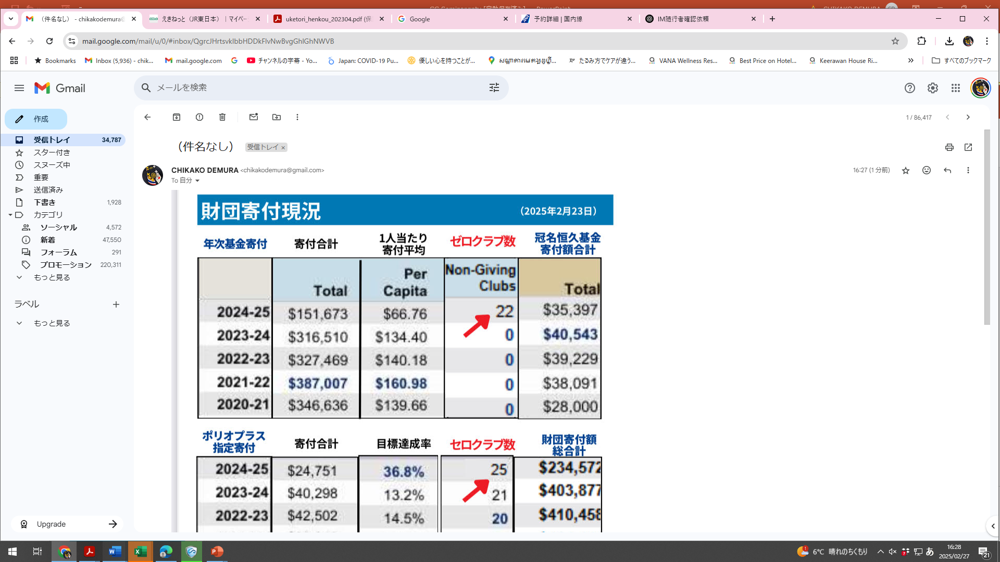 （件名なし） - chikakodemura@
えきねっと（JR東日本）｜マイペー
uketori_henkou_202304.pdf (保
Google
予約詳細 | 国内線
IM随行者確認依頼
mail.google.com/mail/u/0/#inbox/QgrcJHrtsvklbbHDDkFlvNwBvgGhlGhNWVB
Bookmarks
Inbox (5,936) - chik...
mail.google.com
チャンネルの字幕 - Yo...
Japan: COVID-19 Pu...
優しい心を持つことが...
たるみ方でケアが違う...
VANA Wellness Res...
Best Price on Hotel...
Keerawan House Ri...
すべてのブックマーク
Gmail
メールを検索
作成
受信トレイ 34,787
スター付き
スヌーズ中
重要
送信済み
下書き 1,928
カテゴリ
ソーシャル 4,572
新着 47,550
フォーラム 291
プロモーション 220,311
もっと見る
ラベル
もっと見る
Upgrade
1 / 86,417
（件名なし） 受信トレイ ×
CHIKAKO DEMURA <chikakodemura@gmail.com>
16:27 (1 分前)
To 自分
財団寄付現況 （2025年2月23日）
年次基金寄付 寄付合計 1人当たり寄付平均 ゼロクラブ数 冠名恒久基金寄付額合計
Total Per Capita Non-Giving Clubs Total
2024-25 $151,673 $66.76 22 $35,397
2023-24 $316,510 $134.40 0 $40,543
2022-23 $327,469 $140.18 0 $39,229
2021-22 $387,007 $160.98 0 $38,091
2020-21 $346,636 $139.66 0 $28,000
ポリオプラス指定寄付 寄付合計 目標達成率 セロクラブ数 財団寄付額総合計
2024-25 $24,751 36.8% 25 $234,572
2023-24 $40,298 13.2% 21 $403,877
2022-23 $42,502 14.5% 20 $410,458
6°C 晴れのちくもり
あ
16:28
2025/02/27
21